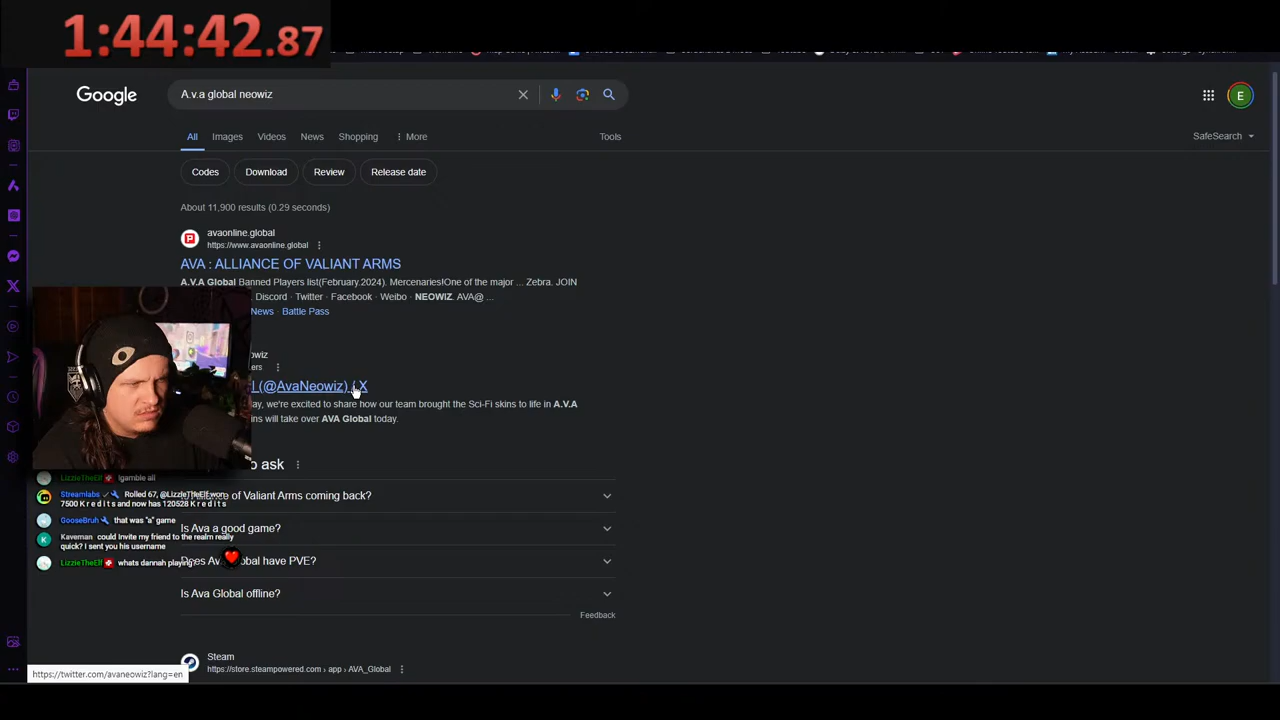 1:44:42.87
Google
A.v.a global neowiz
All
Images
Videos
News
Shopping
More
Tools
SafeSearch
E
Codes
Download
Review
Release date
About 11,900 results (0.29 seconds)
avaonline.global
https://www.avaonline.global
AVA : ALLIANCE OF VALIANT ARMS
A.V.A Global Banned Players list(February.2024). Mercenaries!One of the major ... Zebra. JOIN
Discord · Twitter · Facebook · Weibo · NEOWIZ. AVA@ ...
News · Battle Pass
(@AvaNeowiz) / X
we're excited to share how our team brought the Sci-Fi skins to life in A.V.A
will take over AVA Global today.
ask
of Valiant Arms coming back?
Is Ava a good game?
have PVE?
Is Ava Global offline?
Feedback
Steam
https://store.steampowered.com › app › AVA_Global
LizzieTheElf !gamble all
Streamlabs Rolled 67, @LizzieTheElf won
7500 K r e d i t s and now has 120528 K r e d i t s
GooseBruh that was "a" game
Kaveman could Invite my friend to the realm really
quick? I sent you his username
LizzieTheElf whats dannah playing?
https://twitter.com/avaneowiz?lang=en